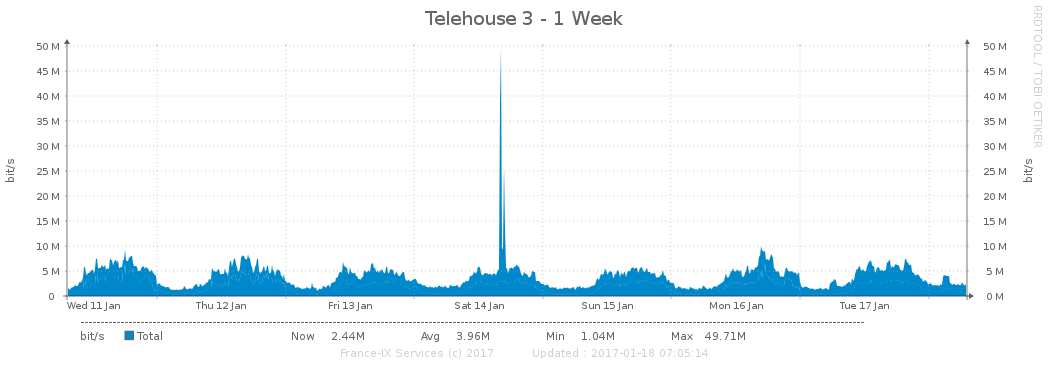 Telehouse 3 - 1 Week
RRDTOOL / TOBI OETIKER
bit/s
bit/s
50 M 50 M
45 M 45 M
40 M 40 M
35 M 35 M
30 M 30 M
25 M 25 M
20 M 20 M
15 M 15 M
10 M 10 M
5 M 5 M
0 0 M
Wed 11 Jan Thu 12 Jan Fri 13 Jan Sat 14 Jan Sun 15 Jan Mon 16 Jan Tue 17 Jan
bit/s Total Now 2.44M Avg 3.96M Min 1.04M Max 49.71M
France-IX Services (c) 2017 Updated : 2017-01-18 07:05:14